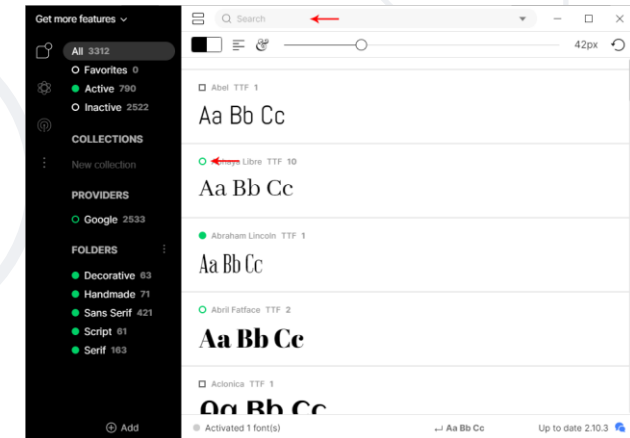 Get more features
Search
All 3312
Favorites 0
Active 790
Inactive 2522
COLLECTIONS
New collection
PROVIDERS
Google 2533
FOLDERS
Decorative 63
Handmade 71
Sans Serif 421
Script 61
Serif 163
Add
42px
Abel TTF 1
Aa Bb Cc
Libre TTF 10
Aa Bb Cc
Abraham Lincoln TTF 1
Aa Bb Cc
Abril Fatface TTF 2
Aa Bb Cc
Aclonica TTF 1
Aa Bb Cc
Activated 1 font(s)
Aa Bb Cc
Up to date 2.10.3